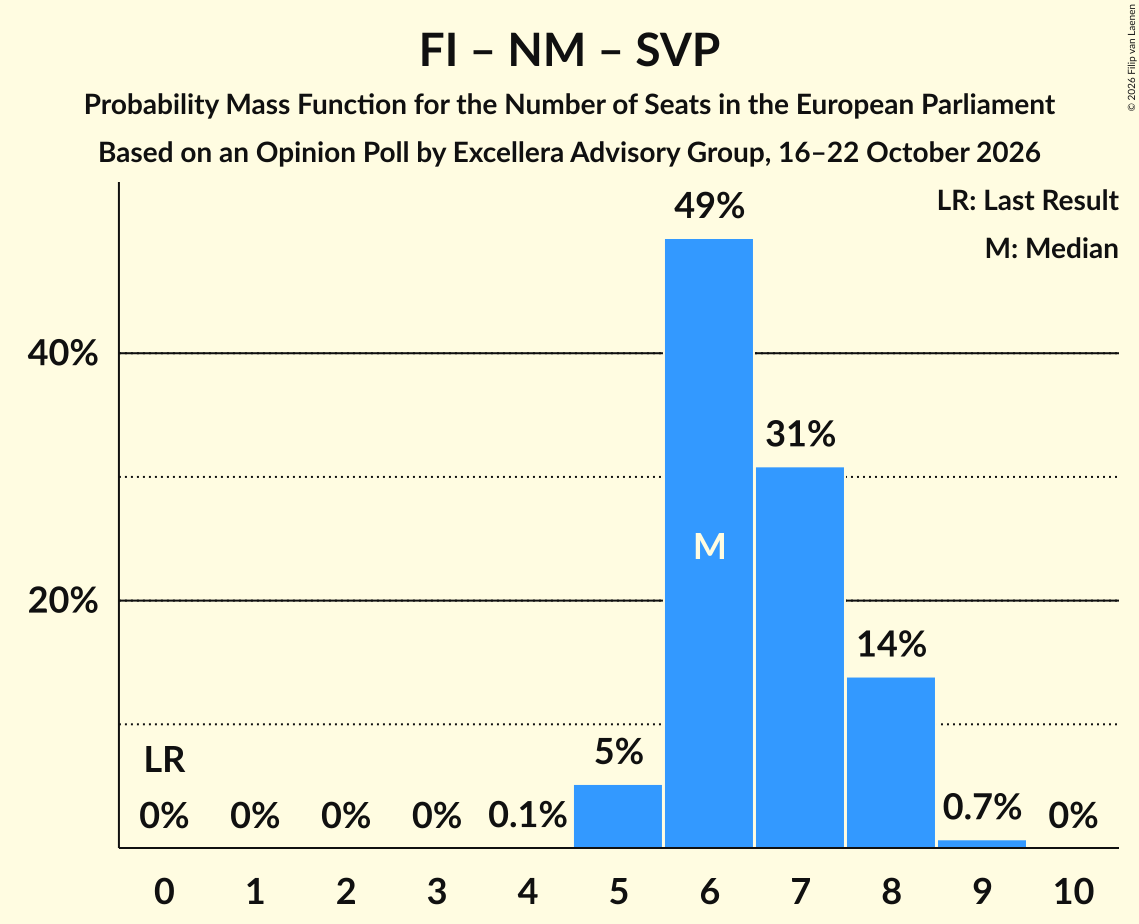 FI – NM – SVP
Probability Mass Function for the Number of Seats in the European Parliament
Based on an Opinion Poll by Excellera Advisory Group, 16–22 October 2026
© 2026 Filip van Laenen
LR: Last Result
M: Median
49%
40%
31%
M
20%
14%
LR
5%
0% 0% 0% 0% 0.1% 0.7% 0%
0 1 2 3 4 5 6 7 8 9 10